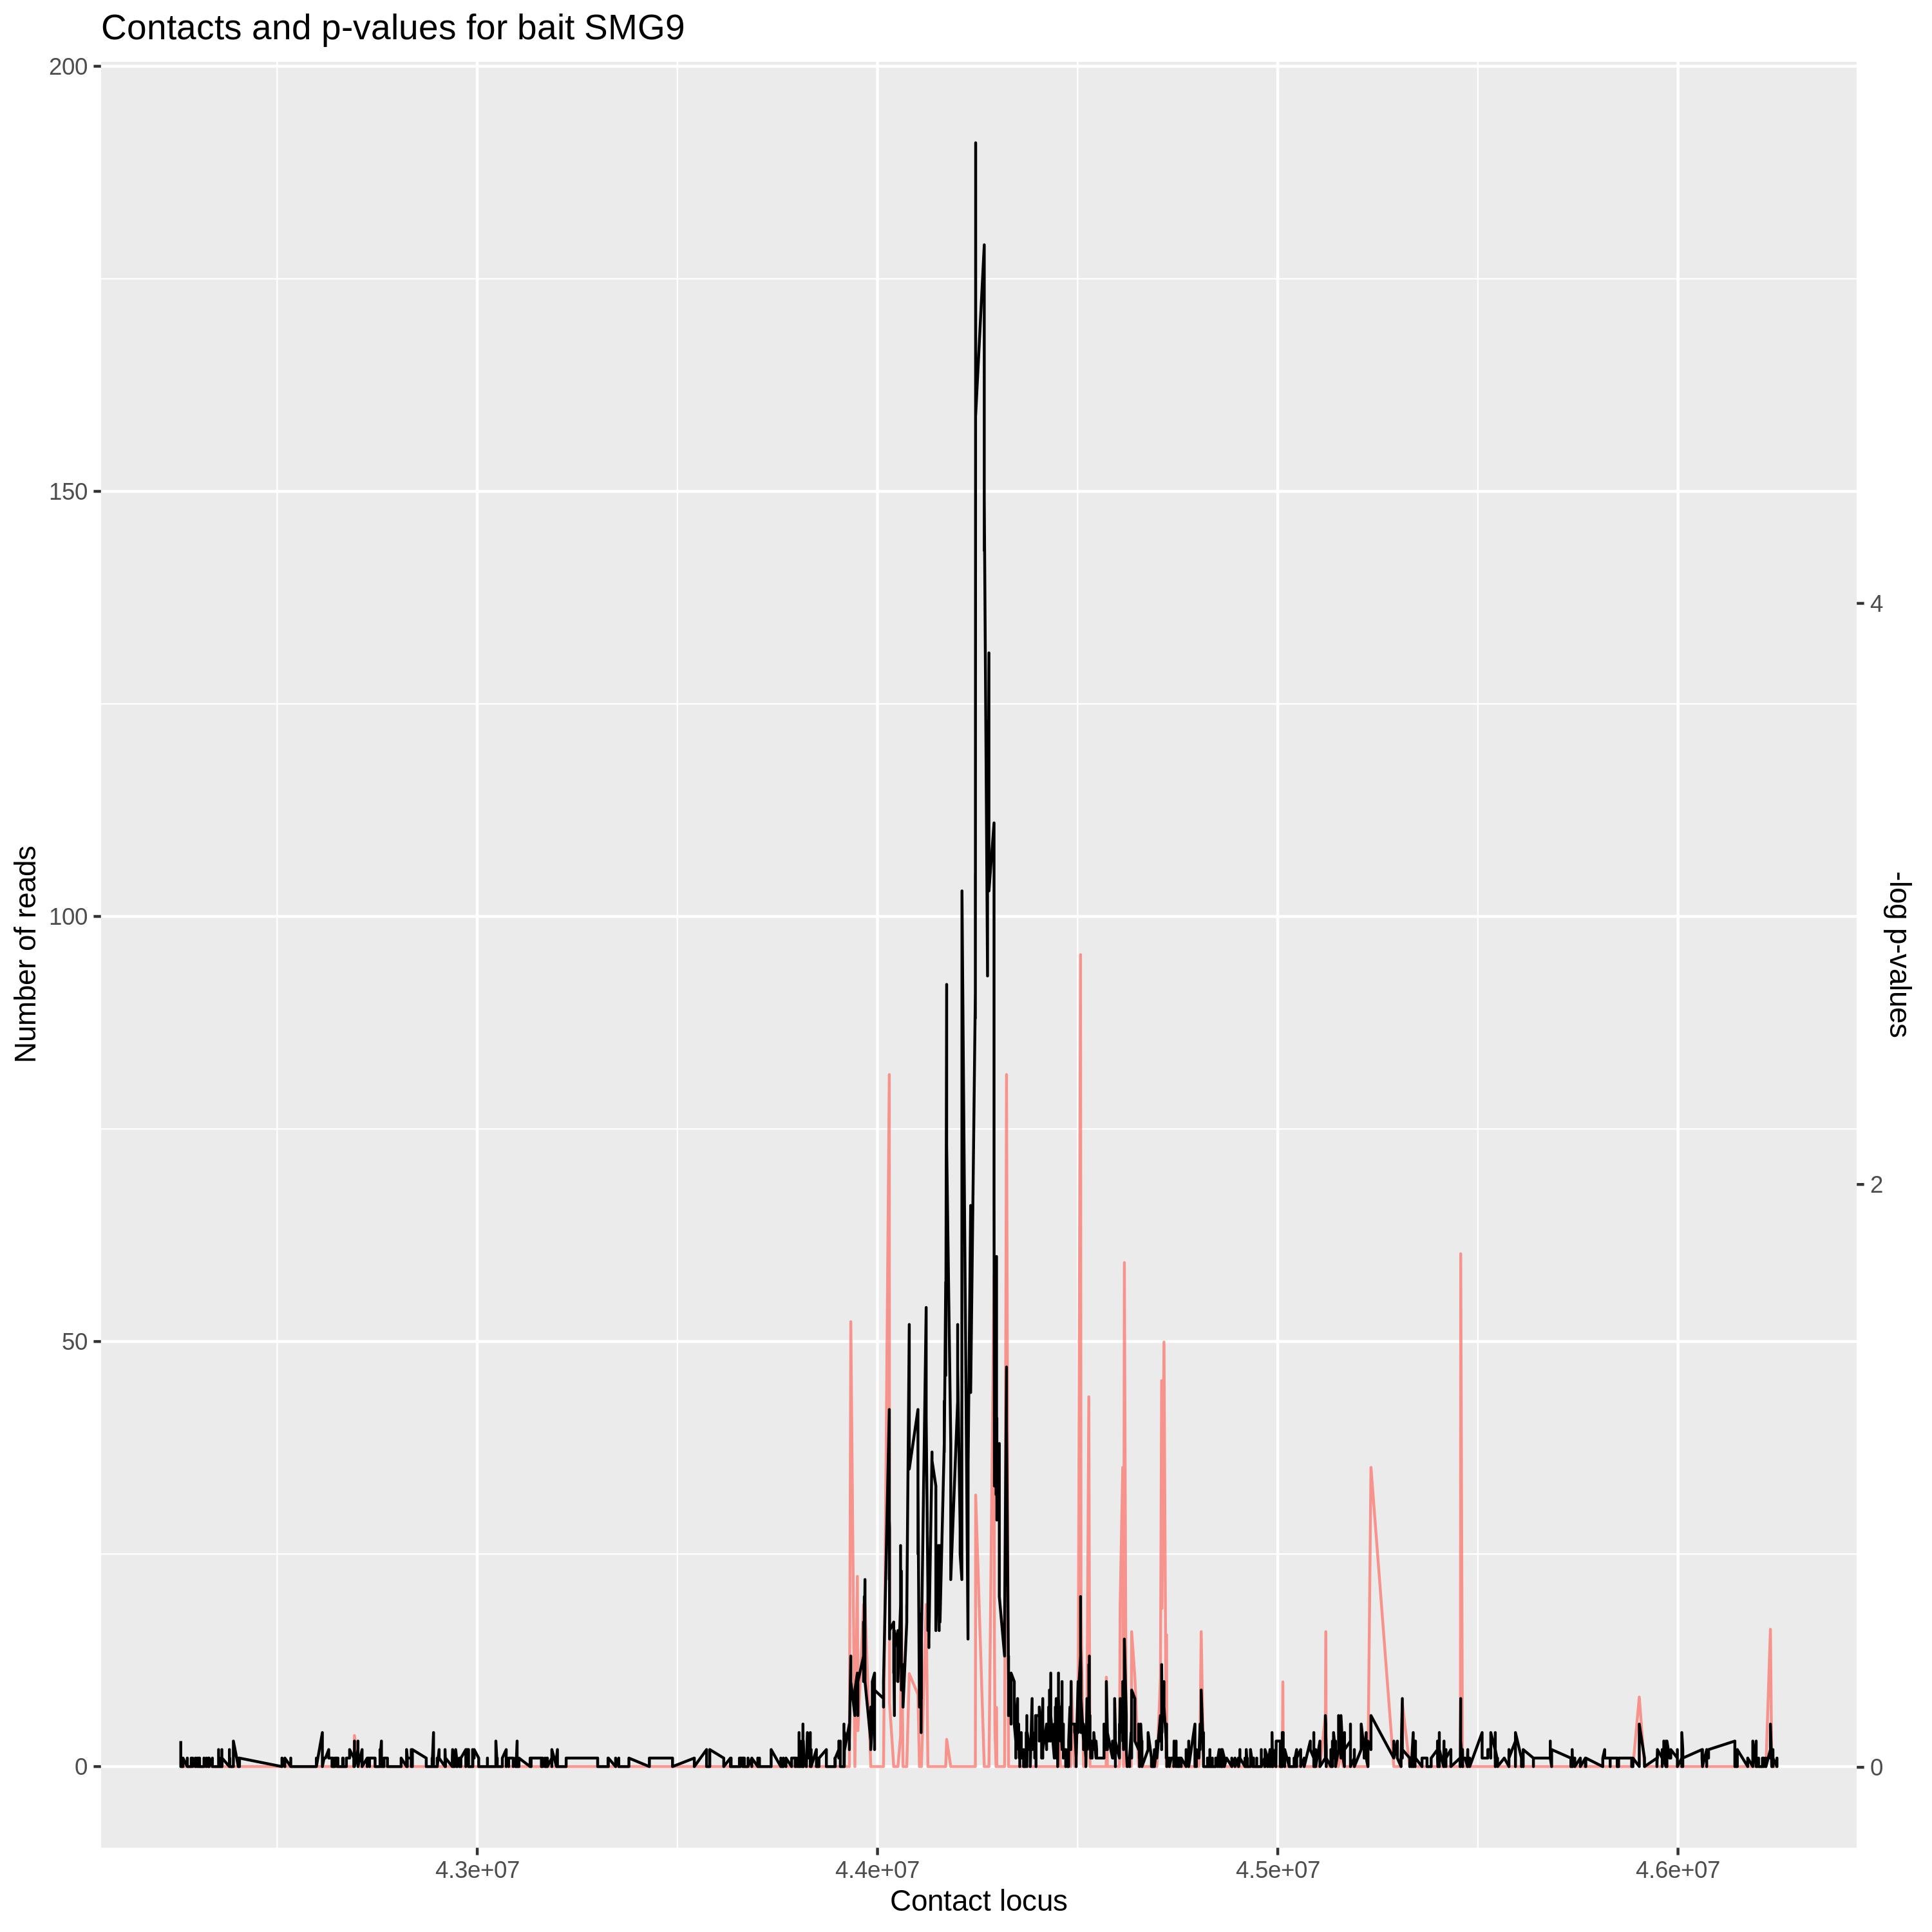 Contacts and p-values for bait SMG9
200
150
100
50
0
Number of reads
4
2
0
-log p-values
4.3e+07
4.4e+07
4.5e+07
4.6e+07
Contact locus